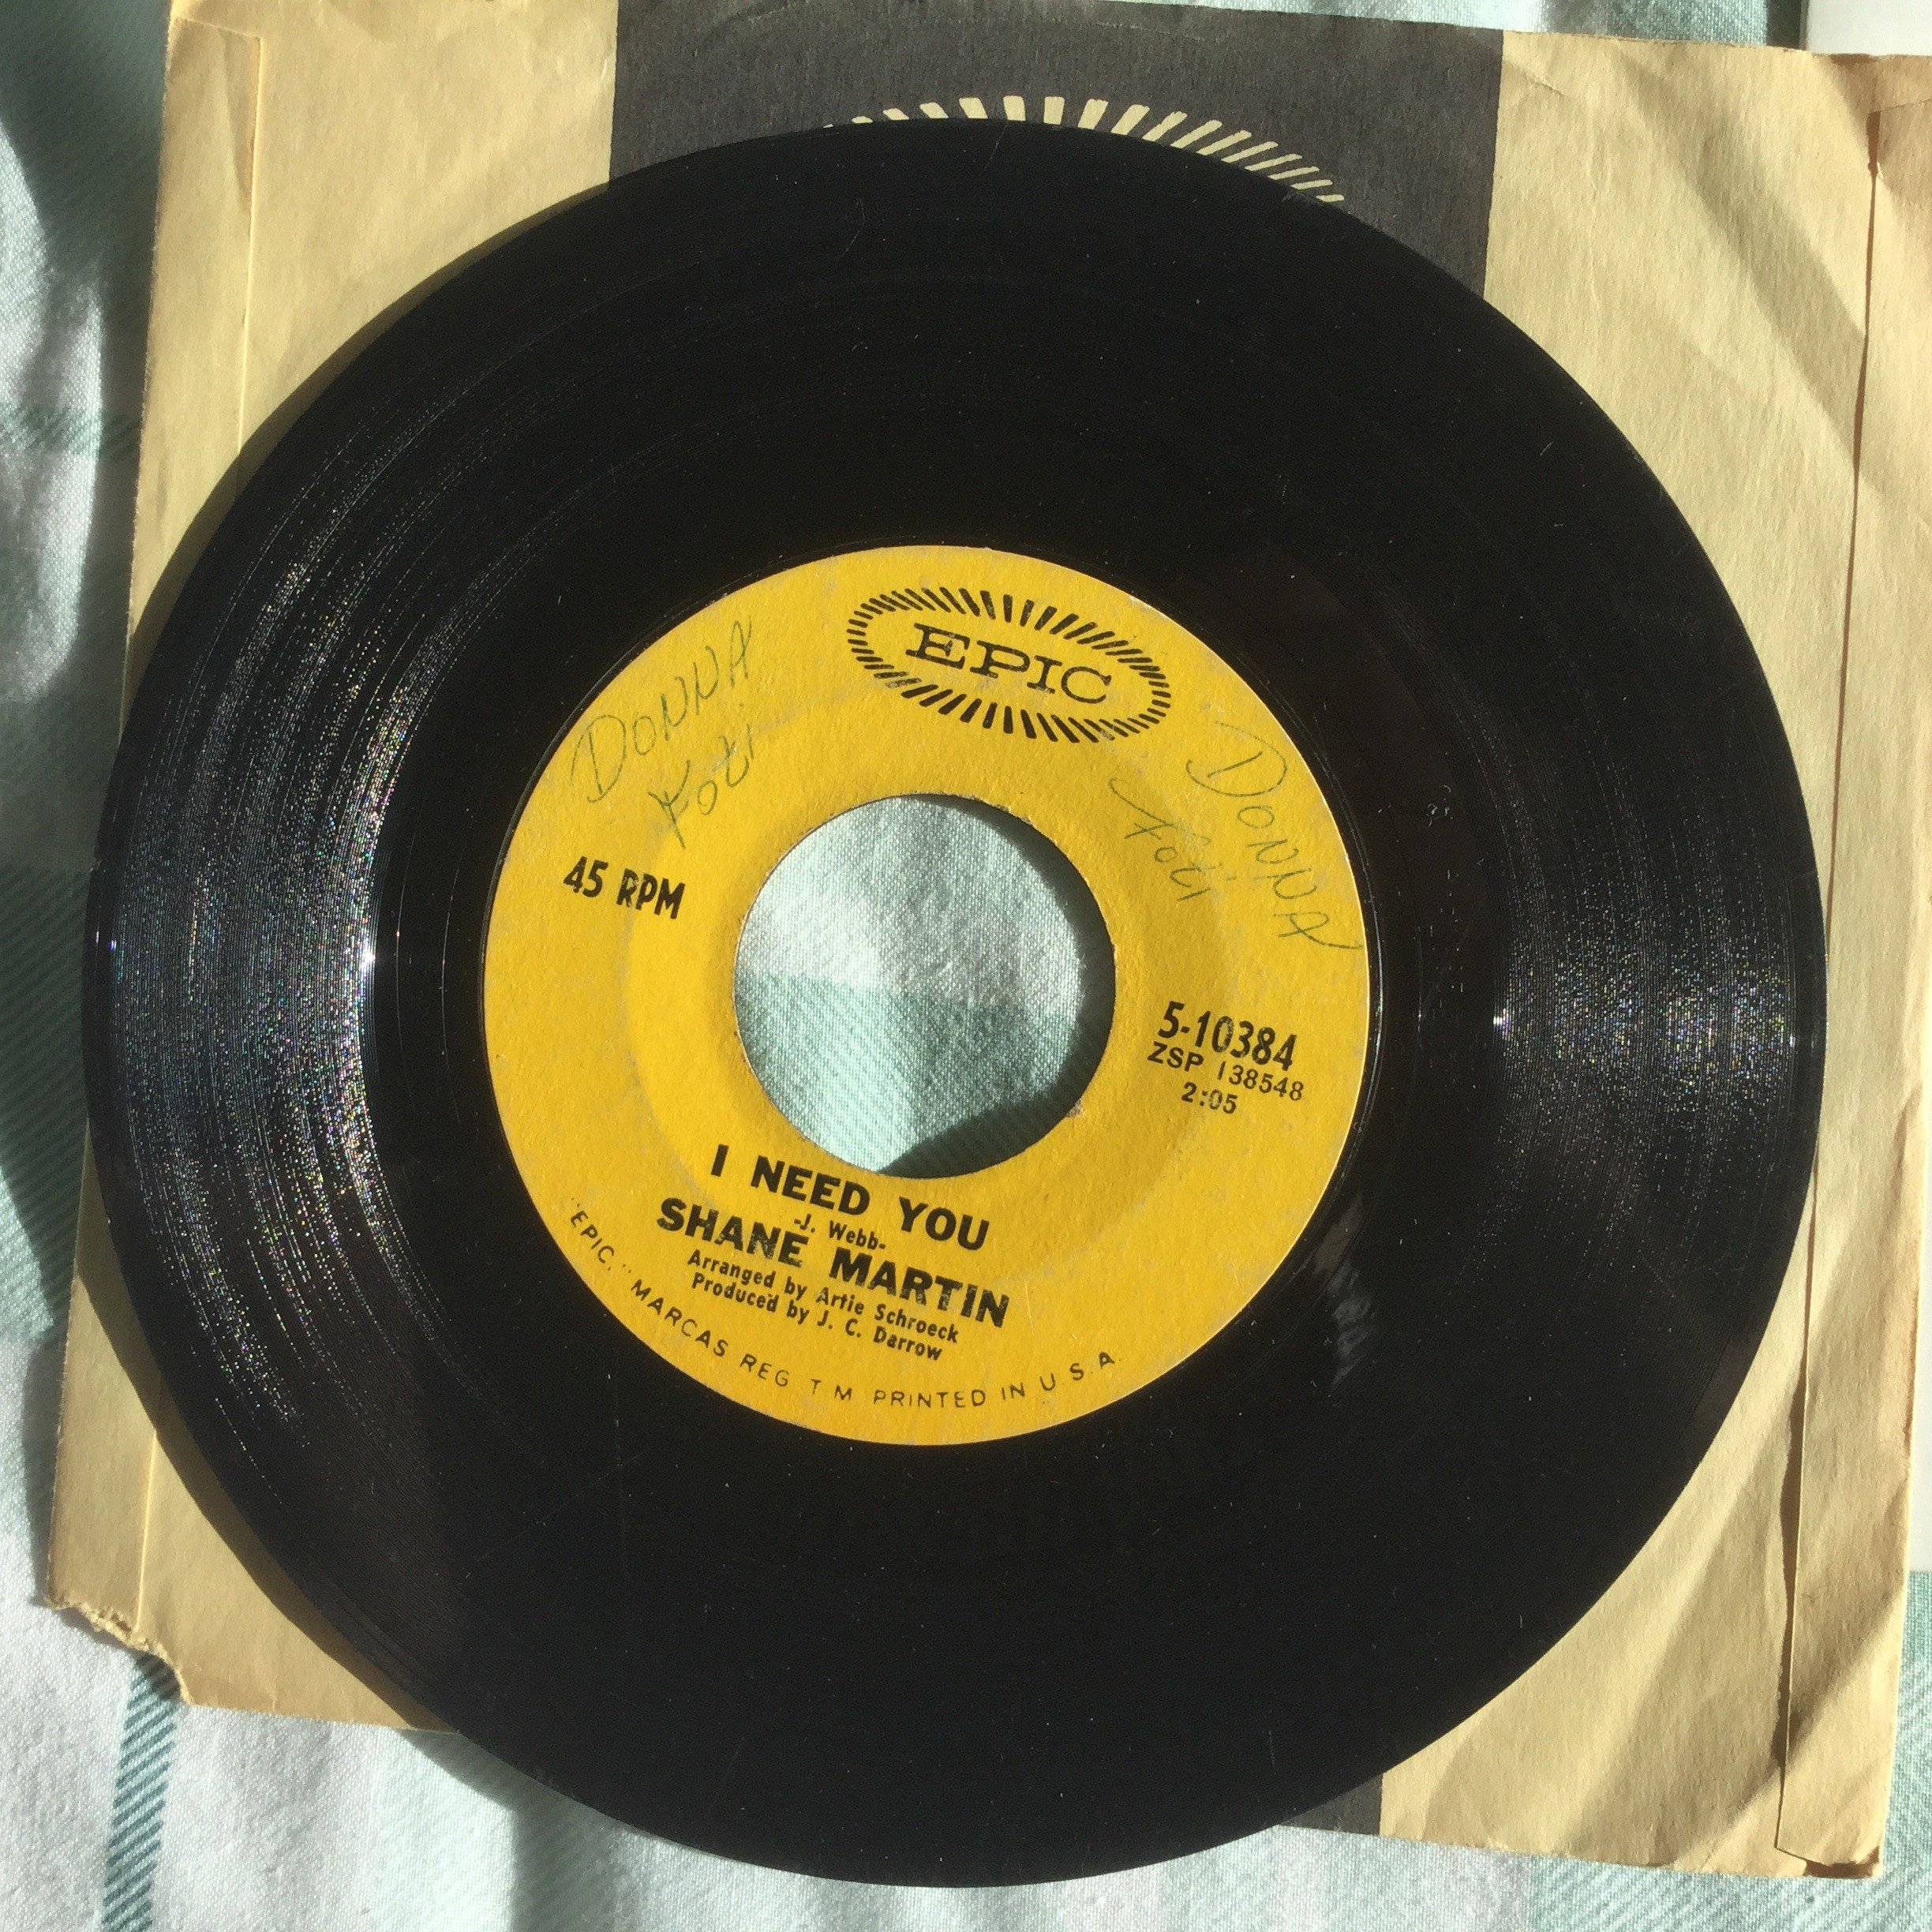 EPIC
DONNA
Foti
DONNA
Foti
45 RPM
5-10384
ZSP 138548
2:05
I NEED YOU
-J. Webb-
SHANE MARTIN
Arranged by Artie Schroeck
Produced by J. C. Darrow
"EPIC," MARCAS REG T M PRINTED IN U.S.A.